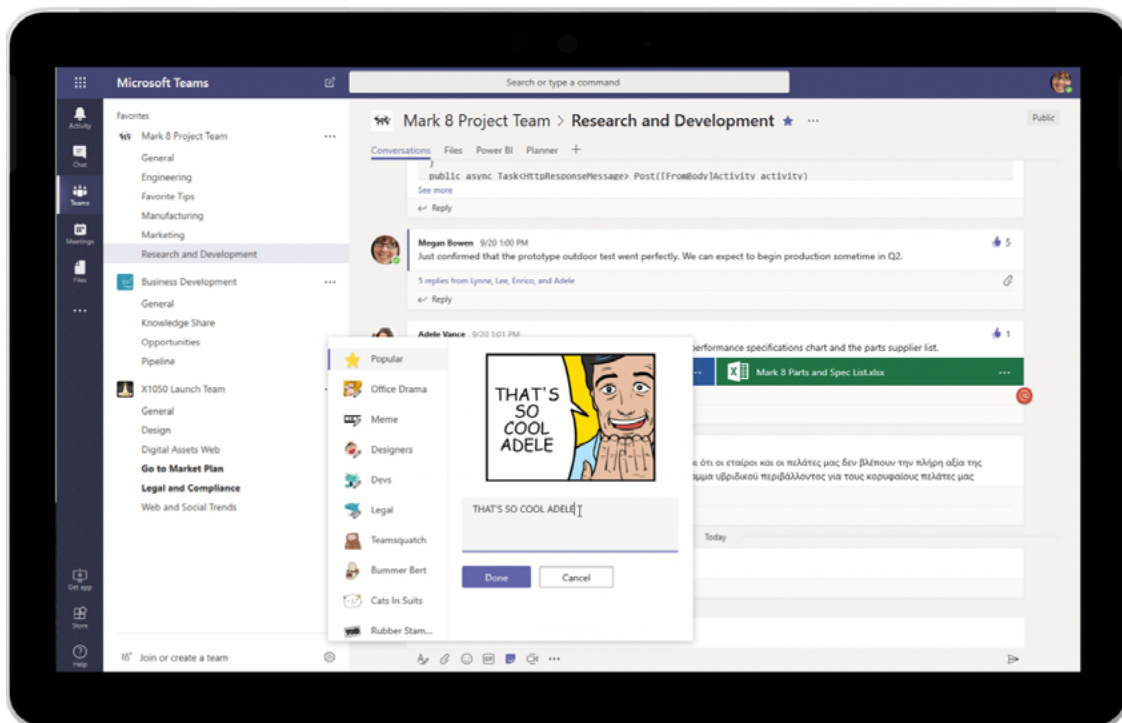 Microsoft Teams
Search or type a command
Activity
Chat
Teams
Meetings
Files
Get app
Store
Help
Favorites
Mark 8 Project Team
General
Engineering
Favorite Tips
Manufacturing
Marketing
Research and Development
Business Development
General
Knowledge Share
Opportunities
Pipeline
X1050 Launch Team
General
Design
Digital Assets Web
Go to Market Plan
Legal and Compliance
Web and Social Trends
Join or create a team
Mark 8 Project Team > Research and Development
Public
Conversations Files Power BI Planner +
}
public async Task<HttpResponseMessage> Post([FromBody]Activity activity)
See more
Reply
Megan Bowen 9/20 1:00 PM
5
Just confirmed that the prototype outdoor test went perfectly. We can expect to begin production sometime in Q2.
5 replies from Lynne, Lee, Enrico, and Adele
Reply
Adele Vance 9/20 1:01 PM
1
performance specifications chart and the parts supplier list.
Mark 8 Parts and Spec List.xlsx
ότι οι εταίροι και οι πελάτες μας δεν βλέπουν την πλήρη αξία της
υβριδικού περιβάλλοντος για τους κορυφαίους πελάτες μας
Today
Popular
Office Drama
Meme
Designers
Devs
Legal
Teamsquatch
Bummer Bert
Cats In Suits
Rubber Stam...
THAT'S
SO
COOL
ADELE
THAT'S SO COOL ADELE
Done Cancel
GIF